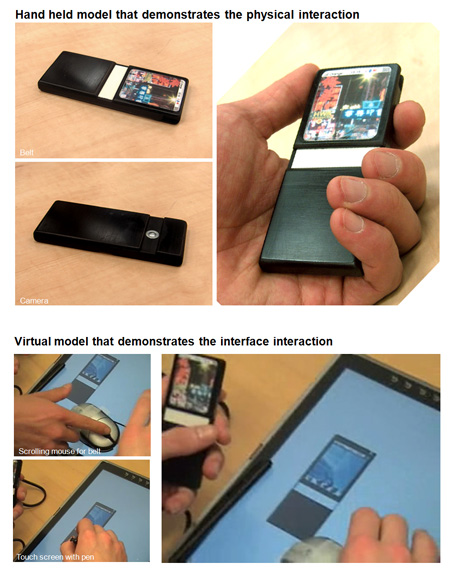 Hand held model that demonstrates the physical interaction
Belt
Camera
Virtual model that demonstrates the interface interaction
Scrolling mouse for belt
Touch screen with pen